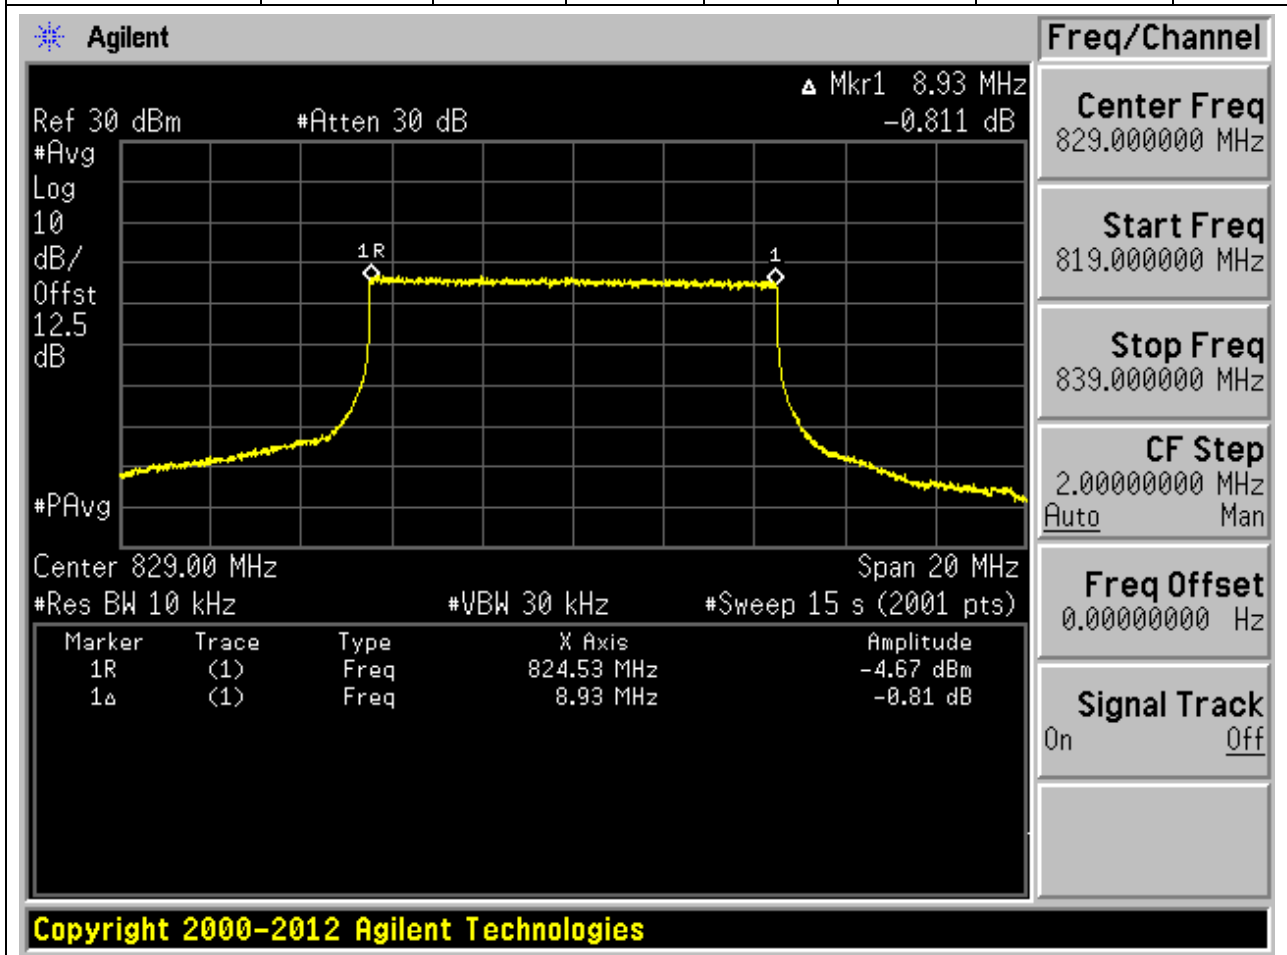 Agilent
Freq/Channel
Δ Mkr1 8.93 MHz
Ref 30 dBm #Atten 30 dB -0.811 dB
#Avg
Log
10
dB/
Offst
12.5
dB
1R
1
#PAvg
Center 829.00 MHz Span 20 MHz
#Res BW 10 kHz #VBW 30 kHz #Sweep 15 s (2001 pts)
Marker Trace Type X Axis Amplitude
1R (1) Freq 824.53 MHz -4.67 dBm
1Δ (1) Freq 8.93 MHz -0.81 dB
Center Freq
829.000000 MHz
Start Freq
819.000000 MHz
Stop Freq
839.000000 MHz
CF Step
2.00000000 MHz
Auto Man
Freq Offset
0.00000000 Hz
Signal Track
On Off
Copyright 2000-2012 Agilent Technologies